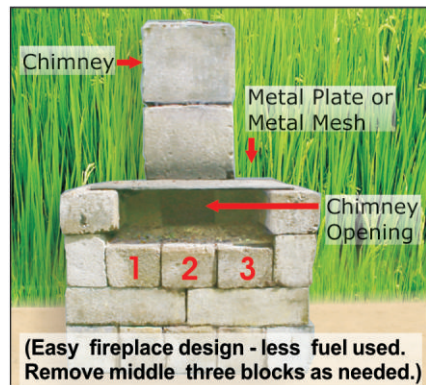 Chimney
Metal Plate or
Metal Mesh
Chimney
Opening
1 2 3
(Easy fireplace design - less fuel used.
Remove middle three blocks as needed.)